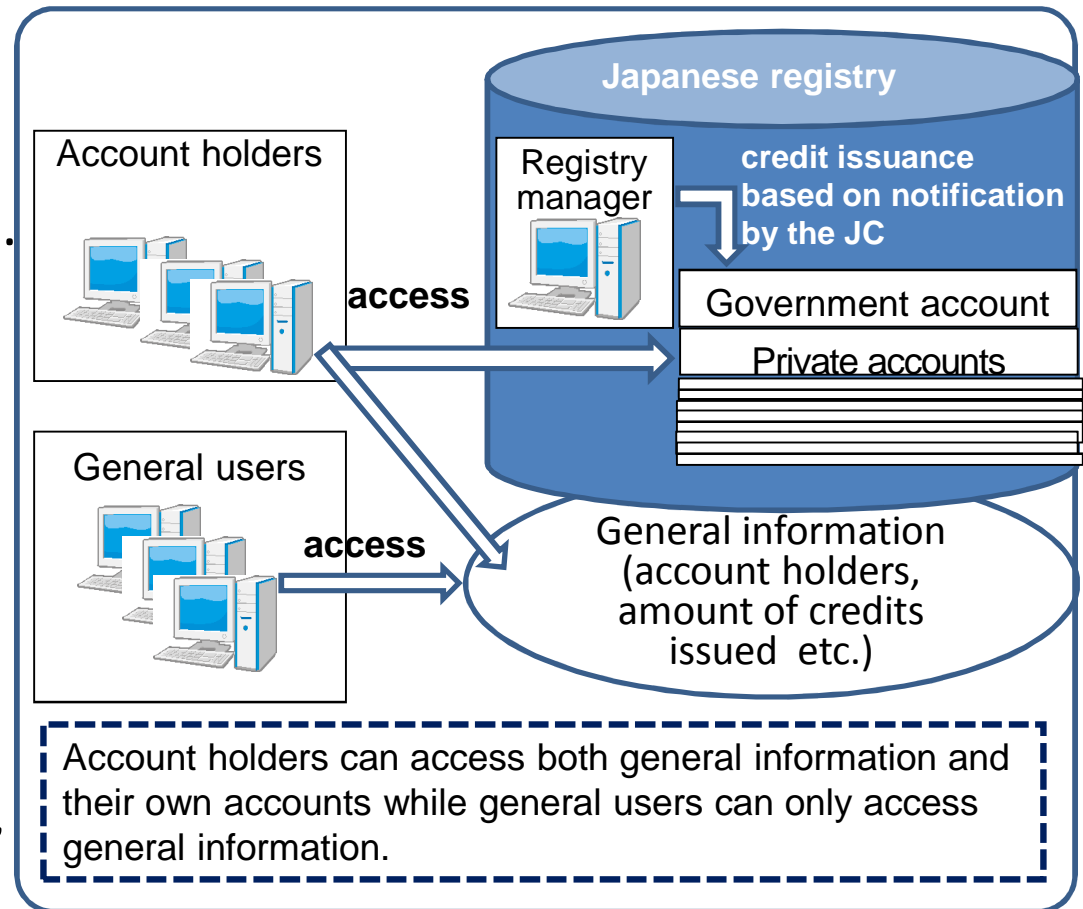 Japanese registry
Account holders
Registry
manager
credit issuance
based on notification
by the JC
.
access
Government account
Private accounts
General users
access
General information
(account holders,
amount of credits
issued etc.)
Account holders can access both general information and
their own accounts while general users can only access
general information.
,